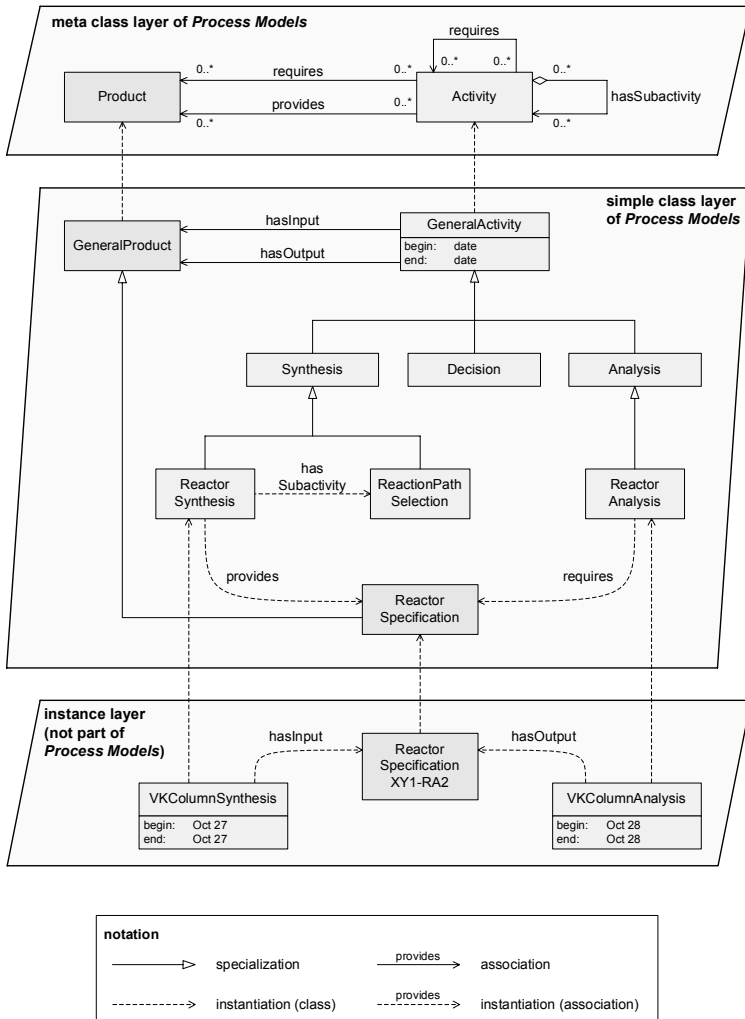 meta class layer of Process Models
requires
0..*
requires
0..*
0..*
0..*
0..*
Product
Activity
hasSubactivity
provides
0..*
0..*
0..*
simple class layer
of Process Models
GeneralProduct
hasInput
hasOutput
GeneralActivity
begin: date
end: date
Synthesis
Decision
Analysis
Reactor
Synthesis
has
Subactivity
ReactionPath
Selection
Reactor
Analysis
provides
requires
Reactor
Specification
instance layer
(not part of
Process Models)
hasInput
hasOutput
Reactor
Specification
XY1-RA2
VKColumnSynthesis
begin: Oct 27
end: Oct 27
VKColumnAnalysis
begin: Oct 28
end: Oct 28
notation
specialization
provides
association
instantiation (class)
provides
instantiation (association)